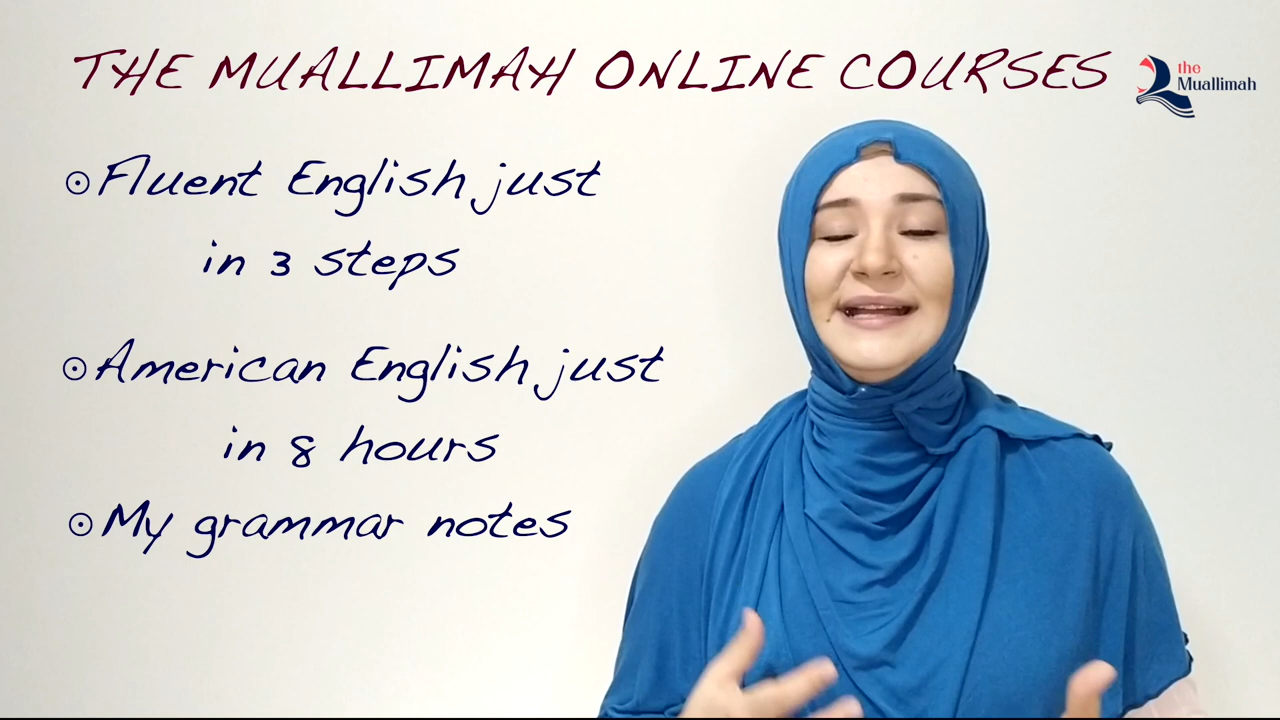 THE MUALLIMAH ONLINE COURSES
the
Muallimah
Fluent English just
in 3 steps
American English just
in 8 hours
My grammar notes